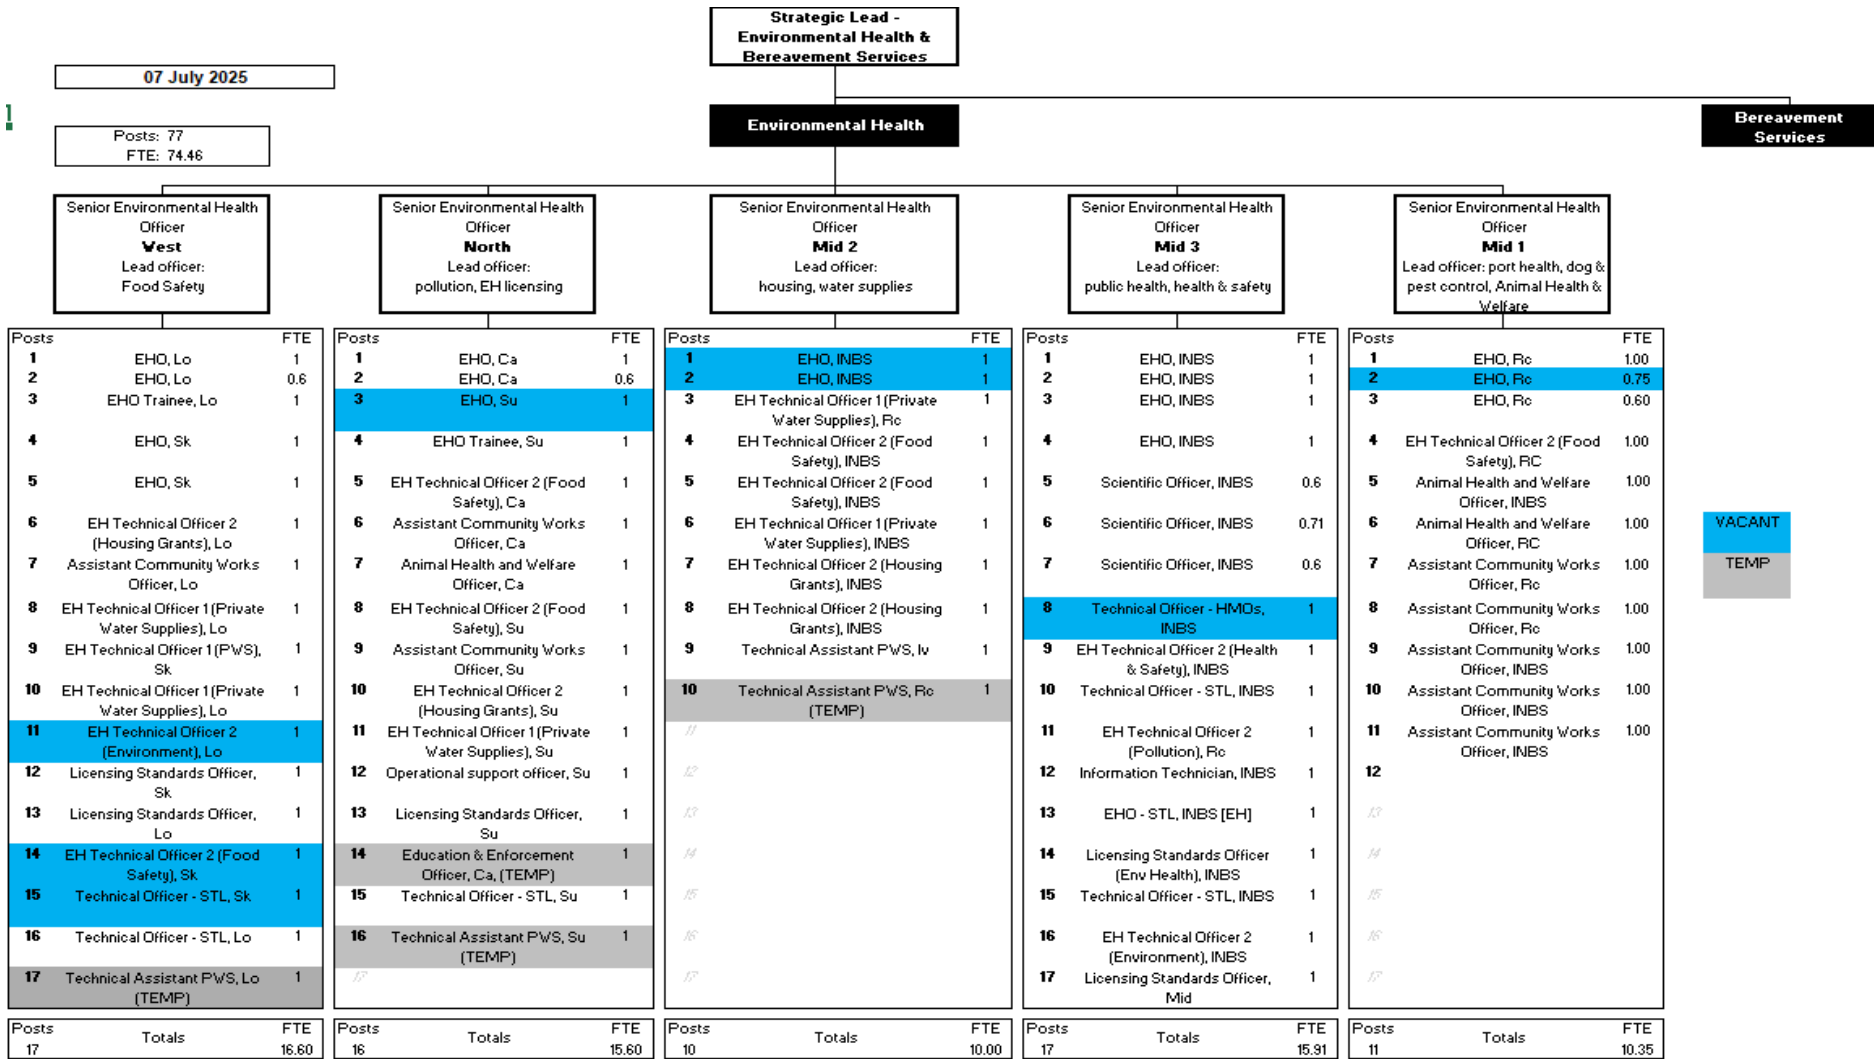 Strategic Lead -
Environmental Health &
Bereavement Services
07 July 2025
Posts: 77
FTE: 74.46
Environmental Health
Bereavement
Services
Senior Environmental Health
Officer
West
Lead officer:
Food Safety
Senior Environmental Health
Officer
North
Lead officer:
pollution, EH licensing
Senior Environmental Health
Officer
Mid 2
Lead officer:
housing, water supplies
Senior Environmental Health
Officer
Mid 3
Lead officer:
public health, health & safety
Senior Environmental Health
Officer
Mid 1
Lead officer: port health, dog &
pest control, Animal Health &
Welfare
Posts FTE
1 EHO, Lo 1
2 EHO, Lo 0.6
3 EHO Trainee, Lo 1
4 EHO, Sk 1
5 EHO, Sk 1
6 EH Technical Officer 2 1
(Housing Grants), Lo
7 Assistant Community Works 1
Officer, Lo
8 EH Technical Officer 1 (Private 1
Water Supplies), Lo
9 EH Technical Officer 1 (PWS), 1
Sk
10 EH Technical Officer 1 (Private 1
Water Supplies), Lo
11 EH Technical Officer 2 1
(Environment), Lo
12 Licensing Standards Officer, 1
Sk
13 Licensing Standards Officer, 1
Lo
14 EH Technical Officer 2 (Food 1
Safety), Sk
15 Technical Officer - STL, Sk 1
16 Technical Officer - STL, Lo 1
17 Technical Assistant PWS, Lo 1
(TEMP)
Posts Totals FTE
17 16.60
Posts FTE
1 EHO, Ca 1
2 EHO, Ca 0.6
3 EHO, Su 1
4 EHO Trainee, Su 1
5 EH Technical Officer 2 (Food 1
Safety), Ca
6 Assistant Community Works 1
Officer, Ca
7 Animal Health and Welfare 1
Officer, Ca
8 EH Technical Officer 2 (Food 1
Safety), Su
9 Assistant Community Works 1
Officer, Su
10 EH Technical Officer 2 1
(Housing Grants), Su
11 EH Technical Officer 1 (Private 1
Water Supplies), Su
12 Operational support officer, Su 1
13 Licensing Standards Officer, 1
Su
14 Education & Enforcement 1
Officer, Ca, (TEMP)
15 Technical Officer - STL, Su 1
16 Technical Assistant PWS, Su 1
(TEMP)
17
Posts Totals FTE
16 15.60
Posts FTE
1 EHO, INBS 1
2 EHO, INBS 1
3 EH Technical Officer 1 (Private 1
Water Supplies), Rc
4 EH Technical Officer 2 (Food 1
Safety), INBS
5 EH Technical Officer 2 (Food 1
Safety), INBS
6 EH Technical Officer 1 (Private 1
Water Supplies), INBS
7 EH Technical Officer 2 (Housing 1
Grants), INBS
8 EH Technical Officer 2 (Housing 1
Grants), INBS
9 Technical Assistant PWS, Iv 1
10 Technical Assistant PWS, Rc 1
(TEMP)
11
12
13
14
15
16
17
Posts Totals FTE
10 10.00
Posts FTE
1 EHO, INBS 1
2 EHO, INBS 1
3 EHO, INBS 1
4 EHO, INBS 1
5 Scientific Officer, INBS 0.6
6 Scientific Officer, INBS 0.71
7 Scientific Officer, INBS 0.6
8 Technical Officer - HMOs, 1
INBS
9 EH Technical Officer 2 (Health 1
& Safety), INBS
10 Technical Officer - STL, INBS 1
11 EH Technical Officer 2 1
(Pollution), Rc
12 Information Technician, INBS 1
13 EHO - STL, INBS [EH] 1
14 Licensing Standards Officer 1
(Env Health), INBS
15 Technical Officer - STL, INBS 1
16 EH Technical Officer 2 1
(Environment), INBS
17 Licensing Standards Officer, 1
Mid
Posts Totals FTE
17 15.91
Posts FTE
1 EHO, Rc 1.00
2 EHO, Rc 0.75
3 EHO, Rc 0.60
4 EH Technical Officer 2 (Food 1.00
Safety), RC
5 Animal Health and Welfare 1.00
Officer, INBS
6 Animal Health and Welfare 1.00
Officer, RC
7 Assistant Community Works 1.00
Officer, Rc
8 Assistant Community Works 1.00
Officer, Rc
9 Assistant Community Works 1.00
Officer, INBS
10 Assistant Community Works 1.00
Officer, INBS
11 Assistant Community Works 1.00
Officer, INBS
12
13
14
15
16
17
Posts Totals FTE
11 10.35
VACANT
TEMP